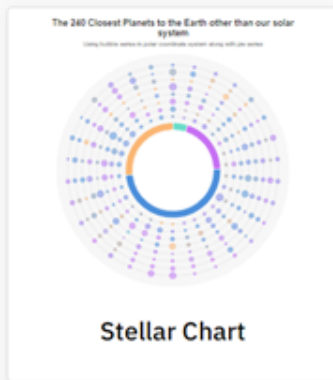 The 240 Closest Planets to the Earth other than our solar
system
Using bubble series in polar coordinate system along with pie series
Stellar Chart